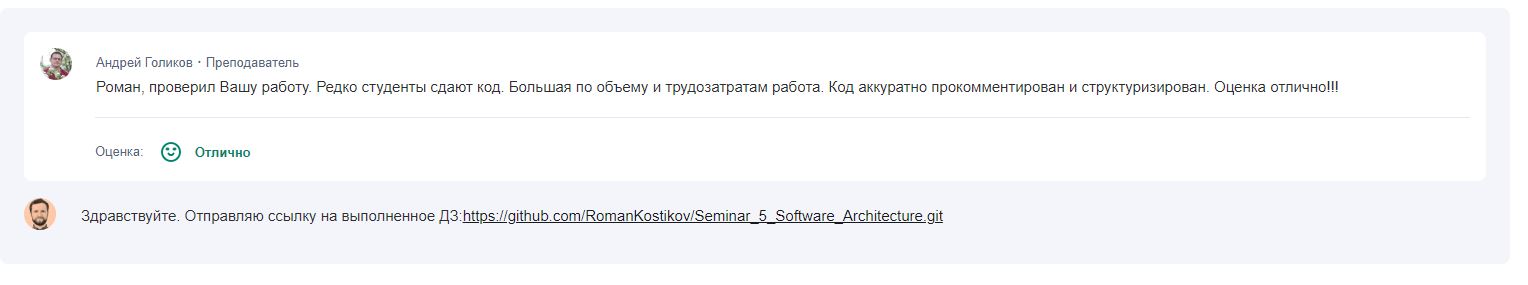 Андрей Голиков · Преподаватель
Роман, проверил Вашу работу. Редко студенты сдают код. Большая по объему и трудозатратам работа. Код аккуратно прокомментирован и структуризирован. Оценка отлично!!!
Оценка: Отлично
Здравствуйте. Отправляю ссылку на выполненное ДЗ:https://github.com/RomanKostikov/Seminar_5_Software_Architecture.git